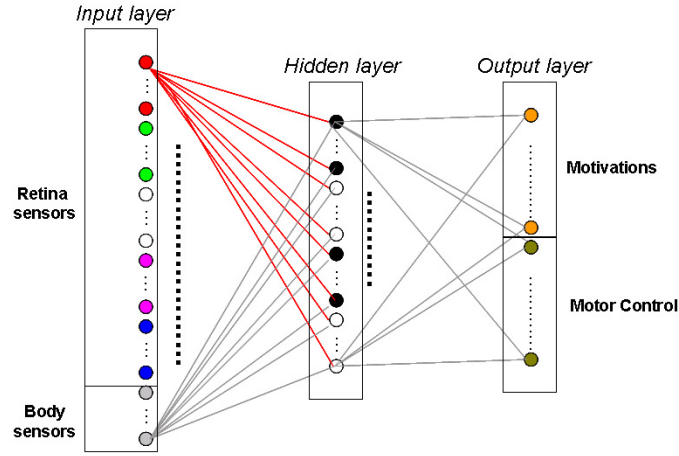 Input layer
Hidden layer
Output layer
Retina
sensors
Body
sensors
Motivations
Motor Control